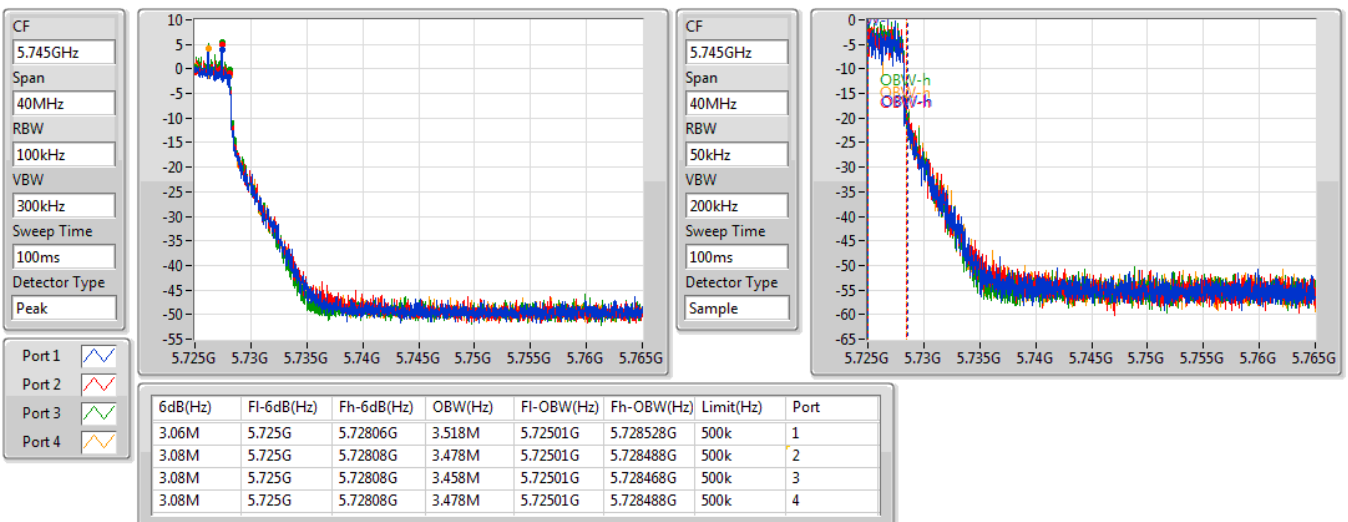 CF
5.745GHz
Span
40MHz
RBW
100kHz
VBW
300kHz
Sweep Time
100ms
Detector Type
Peak
10
5
0
-5
-10
-15
-20
-25
-30
-35
-40
-45
-50
-55
5.725G 5.73G 5.735G 5.74G 5.745G 5.75G 5.755G 5.76G 5.765G
CF
5.745GHz
Span
40MHz
RBW
50kHz
VBW
200kHz
Sweep Time
100ms
Detector Type
Sample
0
-5
-10
-15
-20
-25
-30
-35
-40
-45
-50
-55
-60
-65
OBW-h
OBW-h
OBW-h
5.725G 5.73G 5.735G 5.74G 5.745G 5.75G 5.755G 5.76G 5.765G
Port 1
Port 2
Port 3
Port 4
6dB(Hz) Fl-6dB(Hz) Fh-6dB(Hz) OBW(Hz) Fl-OBW(Hz) Fh-OBW(Hz) Limit(Hz) Port
3.06M 5.725G 5.72806G 3.518M 5.72501G 5.728528G 500k 1
3.08M 5.725G 5.72808G 3.478M 5.72501G 5.728488G 500k 2
3.08M 5.725G 5.72808G 3.458M 5.72501G 5.728468G 500k 3
3.08M 5.725G 5.72808G 3.478M 5.72501G 5.728488G 500k 4